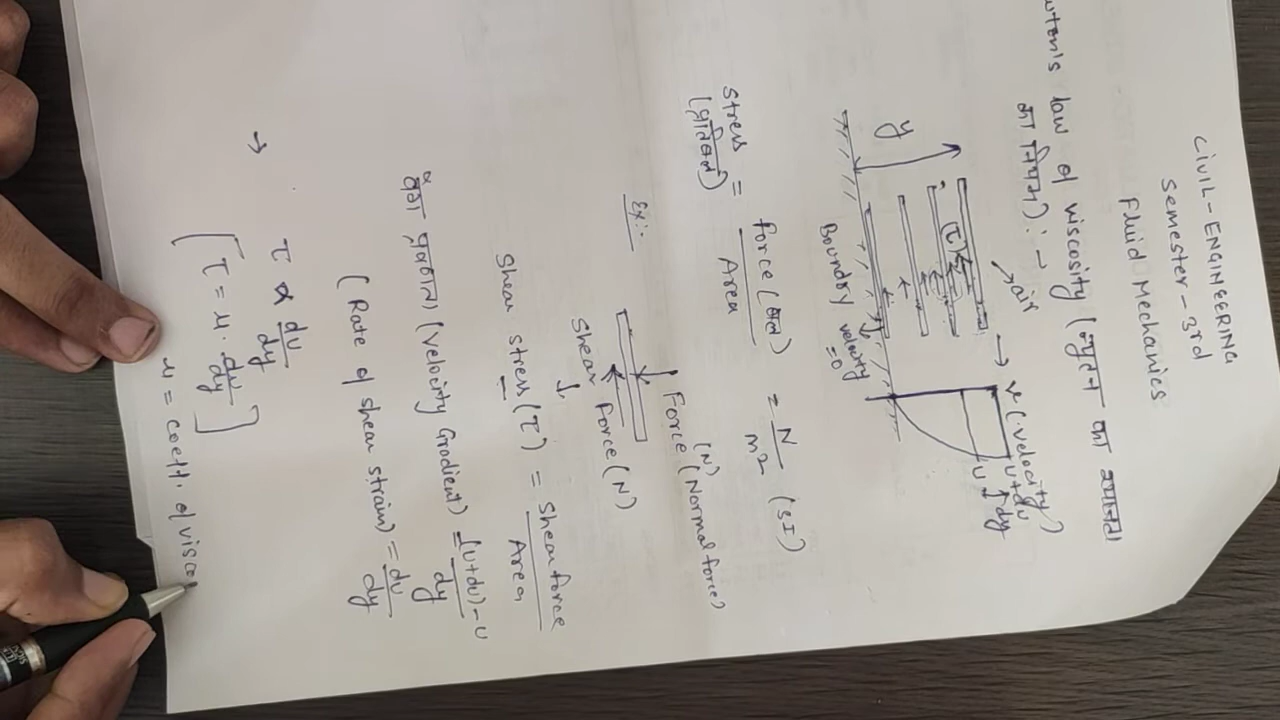 CIVIL-ENGINEERING
Semester-3rd
Fluid Mechanics
wton's law of viscosity (न्यूटन का श्यानता
का नियम):-
air
→ v (velocity)
y
τ
u+du
u ↕ dy
Boundry velocity
=0
Stress = Force (बल) / Area = N / m2 (SI)
(प्रतिबल)
Ex:-
Force (Normal force)
(N)
Shear Force (N)
↓
Shear stress (τ) = Shear force / Area
वेग प्रवणता (Velocity Gradient) = (u+du)-u / dy
(Rate of shear strain) = du / dy
→ τ ∝ du / dy
[τ = μ. du / dy]
μ = coeff. of visco